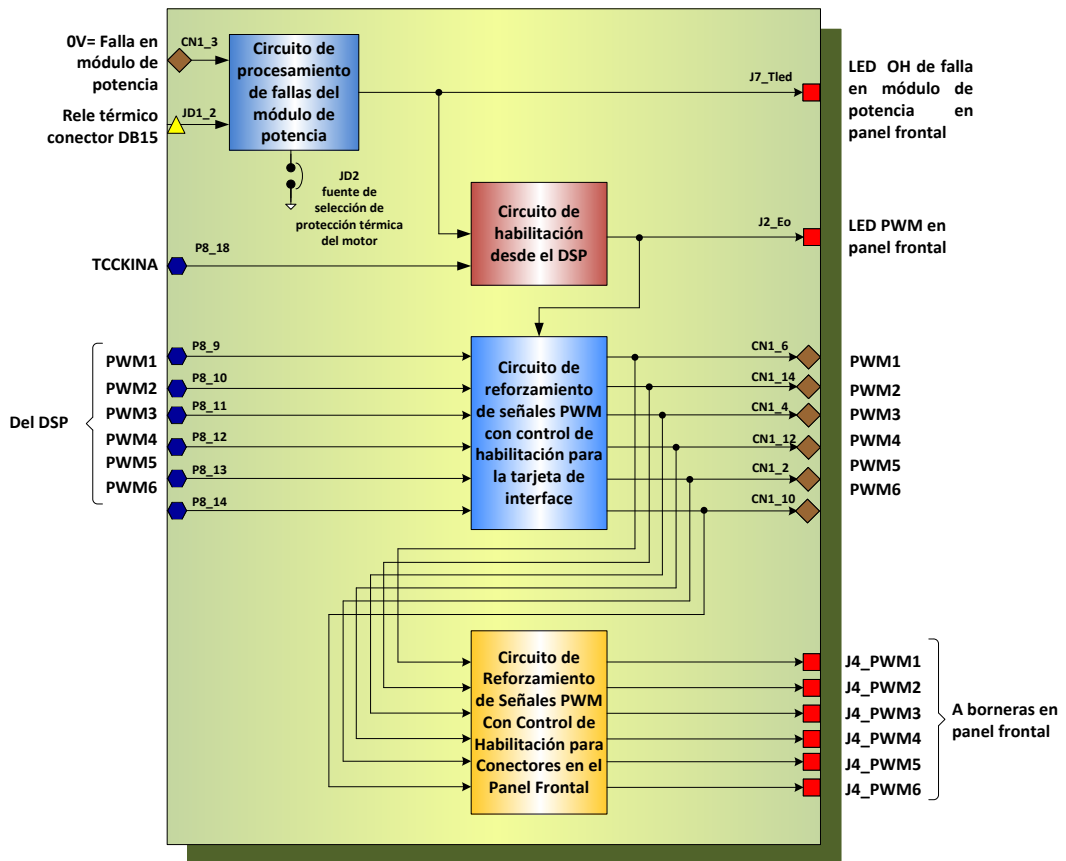 0V= Falla en
módulo de
potencia
CN1_3
Rele térmico
conector DB15
JD1_2
Circuito de
procesamiento
de fallas del
módulo de
potencia
JD2
fuente de
selección de
protección térmica
del motor
J7_Tled
LED OH de falla
en módulo de
potencia en
panel frontal
TCCKINA
P8_18
Circuito de
habilitación
desde el DSP
J2_Eo
LED PWM en
panel frontal
Del DSP
PWM1
PWM2
PWM3
PWM4
PWM5
PWM6
P8_9
P8_10
P8_11
P8_12
P8_13
P8_14
Circuito de
reforzamiento
de señales PWM
con control de
habilitación para
la tarjeta de
interface
CN1_6
CN1_14
CN1_4
CN1_12
CN1_2
CN1_10
PWM1
PWM2
PWM3
PWM4
PWM5
PWM6
Circuito de
Reforzamiento
de Señales PWM
Con Control de
Habilitación para
Conectores en el
Panel Frontal
J4_PWM1
J4_PWM2
J4_PWM3
J4_PWM4
J4_PWM5
J4_PWM6
A borneras en
panel frontal